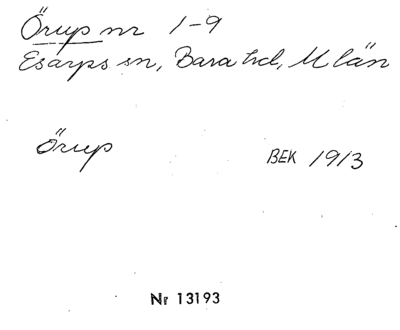 Örup nr 1-9
Esarps sn, Bara hd, M län
Örup
BEK 1913
Nr 13193